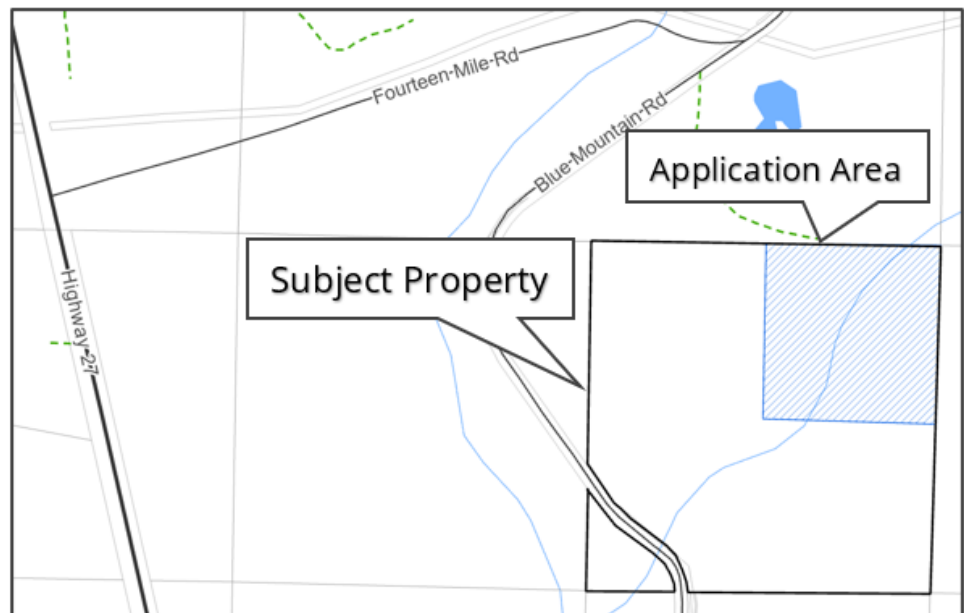 Fourteen-Mile-Rd
Blue-Mountain-Rd
Application Area
Subject Property
Highway-27